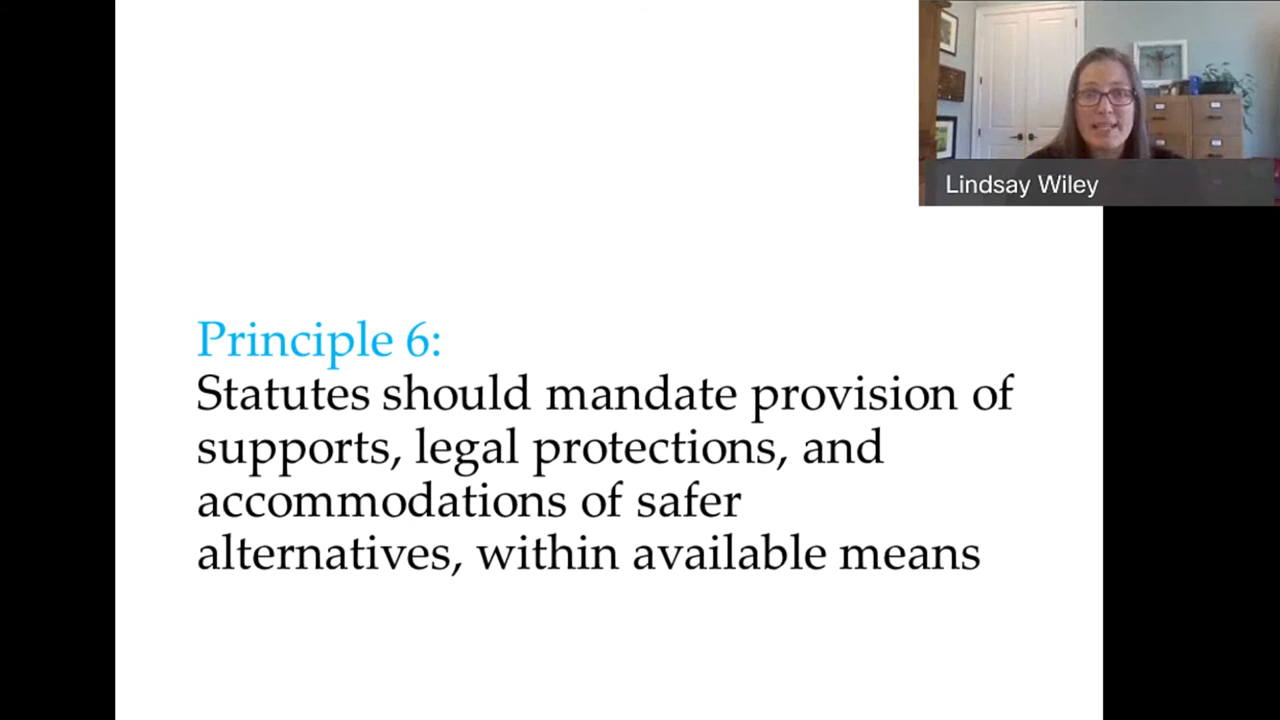 Lindsay Wiley
Principle 6:
Statutes should mandate provision of
supports, legal protections, and
accommodations of safer
alternatives, within available means